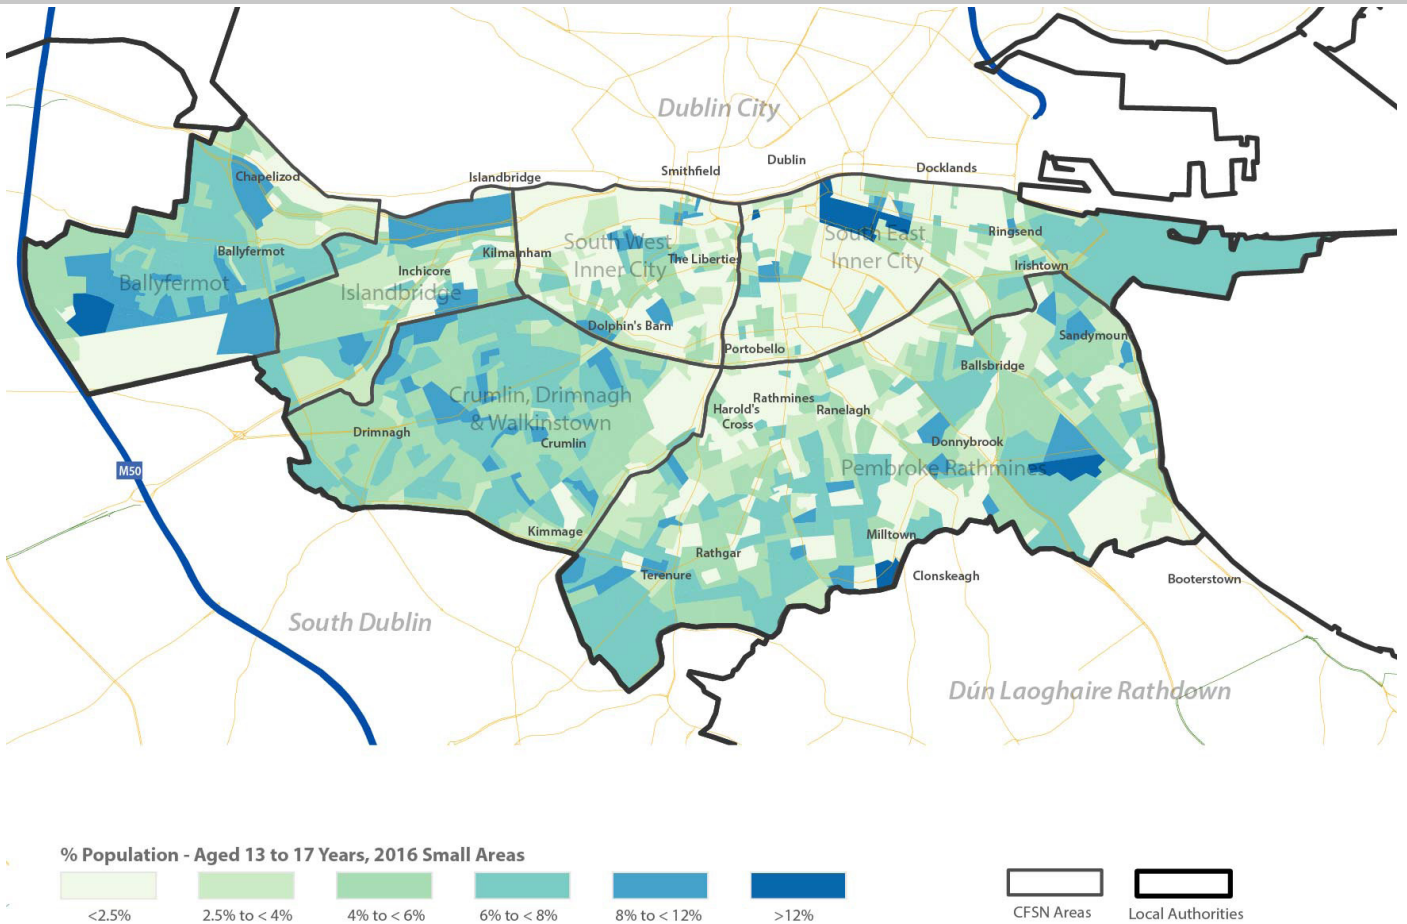 Dublin City
Dublin
Smithfield
Docklands
Islandbridge
Chapelizod
Ringsend
South West
Inner City
South East
Inner City
Ballyfermot
Kilmainham
The Liberties
Irishtown
Inchicore
Ballyfermot
Islandbridge
Dolphin's Barn
Sandymoun
Portobello
Ballsbridge
Crumlin, Drimnagh
& Walkinstown
Rathmines
Harold's
Cross
Ranelagh
Drimnagh
Crumlin
Donnybrook
Pembroke Rathmines
M50
Kimmage
Milltown
Rathgar
Terenure
Clonskeagh
Booterstown
South Dublin
Dún Laoghaire Rathdown
% Population - Aged 13 to 17 Years, 2016 Small Areas
<2.5%
2.5% to < 4%
4% to < 6%
6% to < 8%
8% to < 12%
>12%
CFSN Areas
Local Authorities